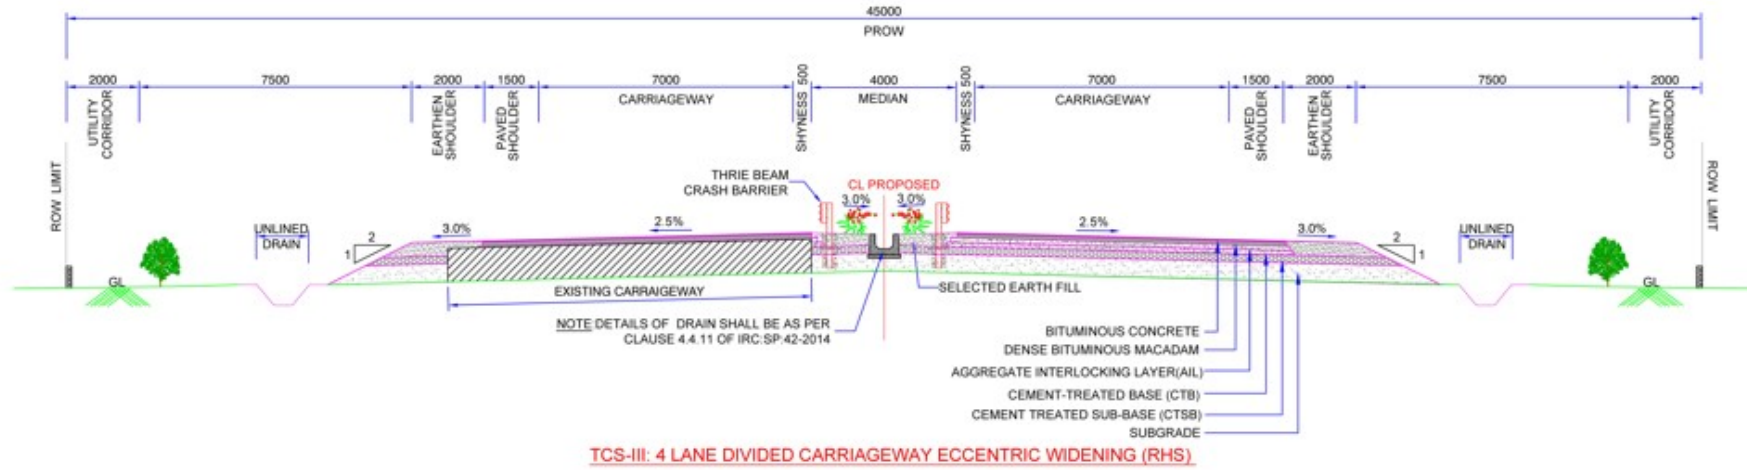 45000
PROW
2000
7500
2000
1500
7000
500
4000
500
7000
1500
2000
7500
2000
UTILITY
CORRIDOR
EARTHEN
SHOULDER
PAVED
SHOULDER
CARRIAGEWAY
SHYNESS
MEDIAN
SHYNESS
CARRIAGEWAY
PAVED
SHOULDER
EARTHEN
SHOULDER
UTILITY
CORRIDOR
ROW LIMIT
THRIE BEAM
CRASH BARRIER
CL PROPOSED
3.0%
3.0%
ROW LIMIT
UNLINED
DRAIN
3.0%
2.5%
2.5%
3.0%
UNLINED
DRAIN
2
1
2
1
GL
GL
EXISTING CARRAIGEWAY
SELECTED EARTH FILL
NOTE: DETAILS OF DRAIN SHALL BE AS PER
CLAUSE 4.4.11 OF IRC:SP:42-2014
BITUMINOUS CONCRETE
DENSE BITUMINOUS MACADAM
AGGREGATE INTERLOCKING LAYER(AIL)
CEMENT-TREATED BASE (CTB)
CEMENT TREATED SUB-BASE (CTSB)
SUBGRADE
TCS-III: 4 LANE DIVIDED CARRIAGEWAY ECCENTRIC WIDENING (RHS)